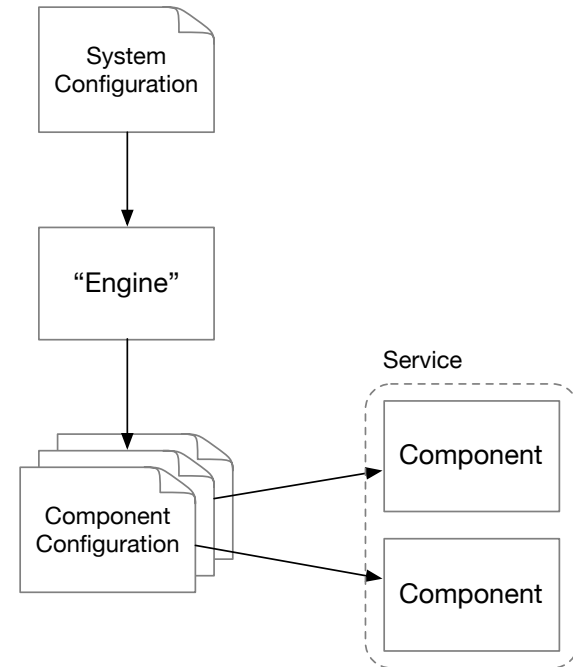 System
Configuration
“Engine”
Service
Component
Component
Configuration
Component